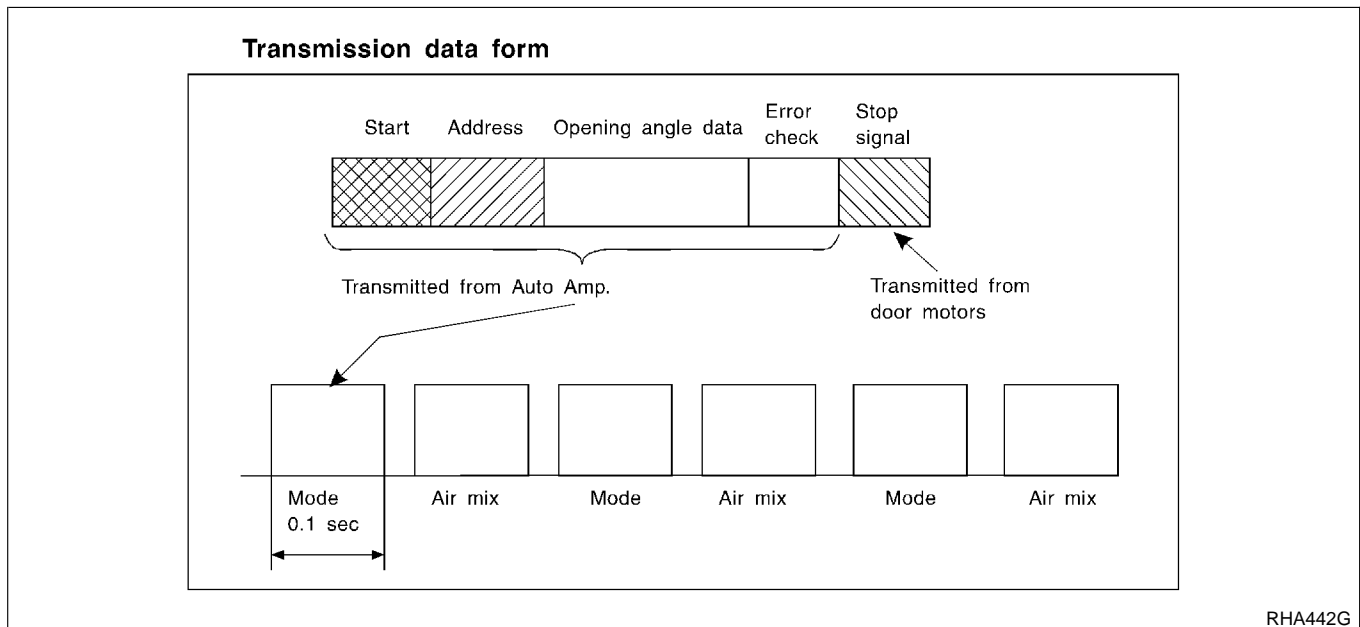 Transmission data form
Start Address Opening angle data Error check Stop signal
Transmitted from Auto Amp.
Transmitted from
door motors
Mode Air mix Mode Air mix Mode Air mix
0.1 sec
RHA442G